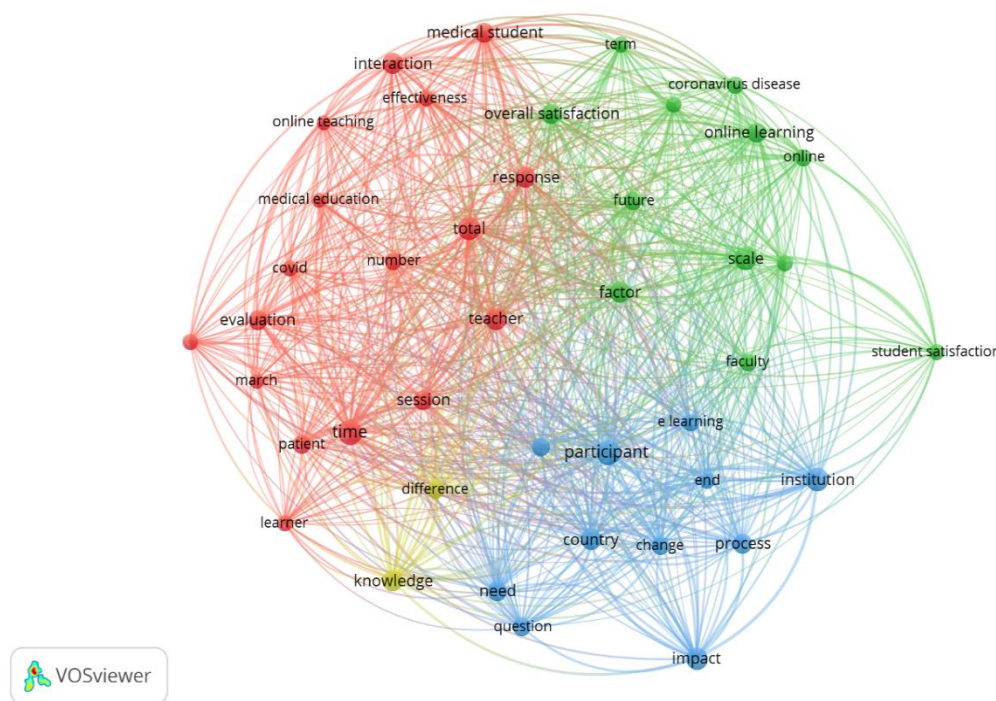 medical student
term
interaction
coronavirus disease
effectiveness
overall satisfaction
online teaching
online learning
online
response
medical education
future
total
covid
number
scale
factor
evaluation
teacher
student satisfaction
faculty
march
session
e learning
time
patient
participant
end
institution
difference
learner
country
change
process
knowledge
need
question
impact
VOSviewer